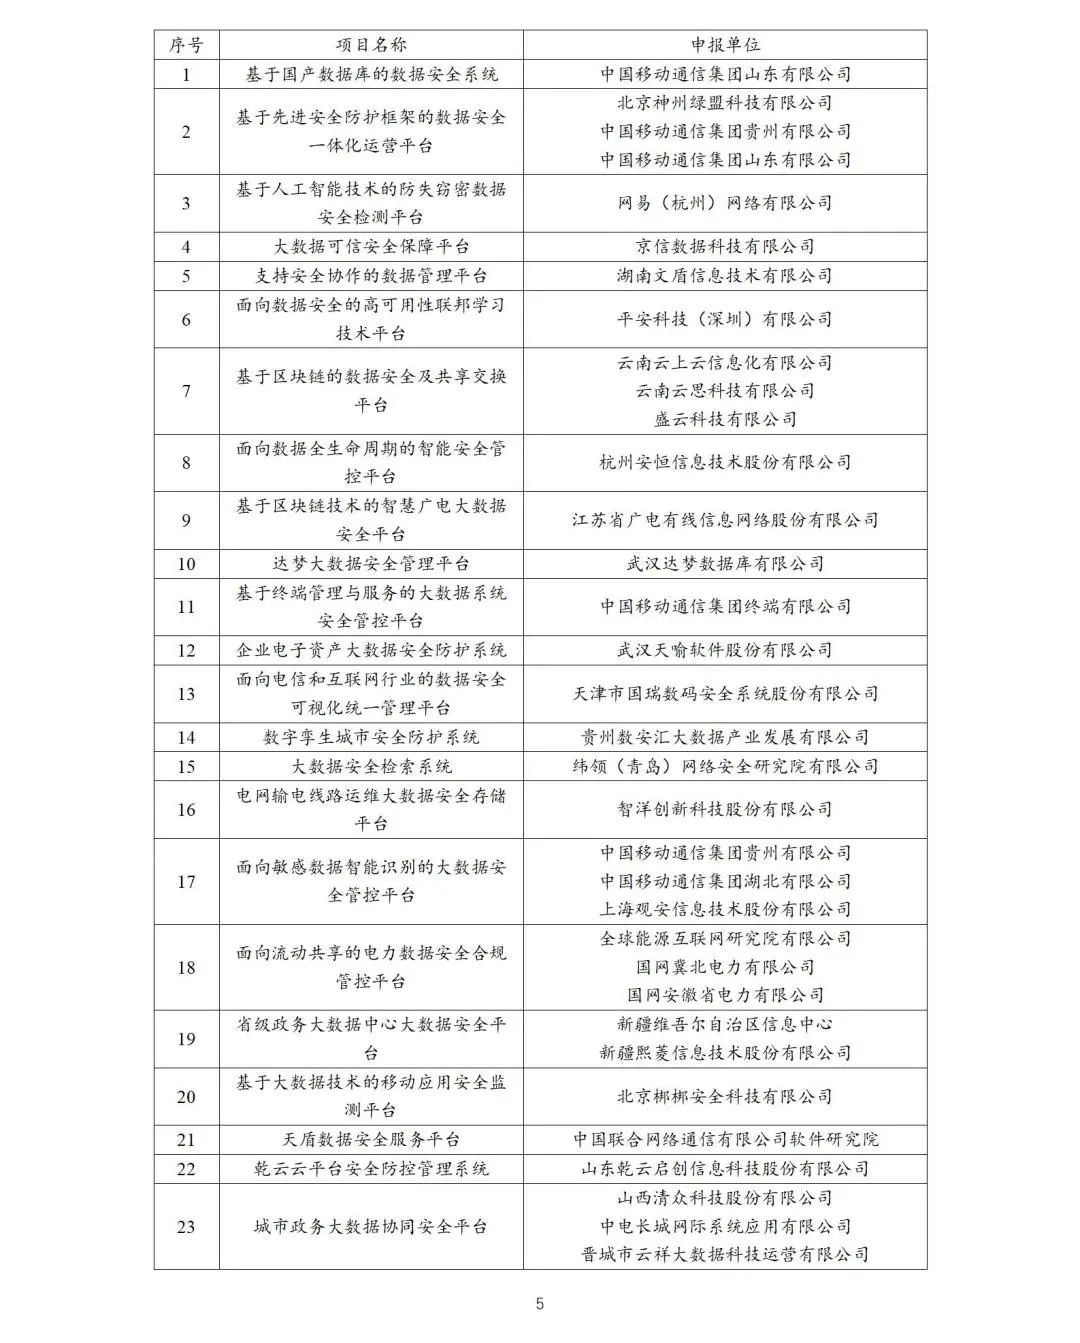 序号 项目名称 申报单位
1 基于国产数据库的数据安全系统 中国移动通信集团山东有限公司
2 基于先进安全防护框架的数据安全
一体化运营平台
北京神州绿盟科技有限公司
中国移动通信集团贵州有限公司
中国移动通信集团山东有限公司
3 基于人工智能技术的防失窃密数据
安全检测平台
网易（杭州）网络有限公司
4 大数据可信安全保障平台 京信数据科技有限公司
5 支持安全协作的数据管理平台 湖南文盾信息技术有限公司
6 面向数据安全的高可用性联邦学习
技术平台
平安科技（深圳）有限公司
7 基于区块链的数据安全及共享交换
平台
云南云上云信息化有限公司
云南云思科技有限公司
盛云科技有限公司
8 面向数据全生命周期的智能安全管
控平台
杭州安恒信息技术股份有限公司
9 基于区块链技术的智慧广电大数据
安全平台
江苏省广电有线信息网络股份有限公司
10 达梦大数据安全管理平台 武汉达梦数据库有限公司
11 基于终端管理与服务的大数据系统
安全管控平台
中国移动通信集团终端有限公司
12 企业电子资产大数据安全防护系统 武汉天喻软件股份有限公司
13 面向电信和互联网行业的数据安全
可视化统一管理平台
天津市国瑞数码安全系统股份有限公司
14 数字孪生城市安全防护系统 贵州数安汇大数据产业发展有限公司
15 大数据安全检索系统 纬领（青岛）网络安全研究院有限公司
16 电网输电线路运维大数据安全存储
平台
智洋创新科技股份有限公司
17 面向敏感数据智能识别的大数据安
全管控平台
中国移动通信集团贵州有限公司
中国移动通信集团湖北有限公司
上海观安信息技术股份有限公司
18 面向流动共享的电力数据安全合规
管控平台
全球能源互联网研究院有限公司
国网冀北电力有限公司
国网安徽省电力有限公司
19 省级政务大数据中心大数据安全平
台
新疆维吾尔自治区信息中心
新疆熙菱信息技术股份有限公司
20 基于大数据技术的移动应用安全监
测平台
北京梆梆安全科技有限公司
21 天盾数据安全服务平台 中国联合网络通信有限公司软件研究院
22 乾云云平台安全防控管理系统 山东乾云启创信息科技股份有限公司
23 城市政务大数据协同安全平台
山西清众科技股份有限公司
中电长城网际系统应用有限公司
晋城市云祥大数据科技运营有限公司
5